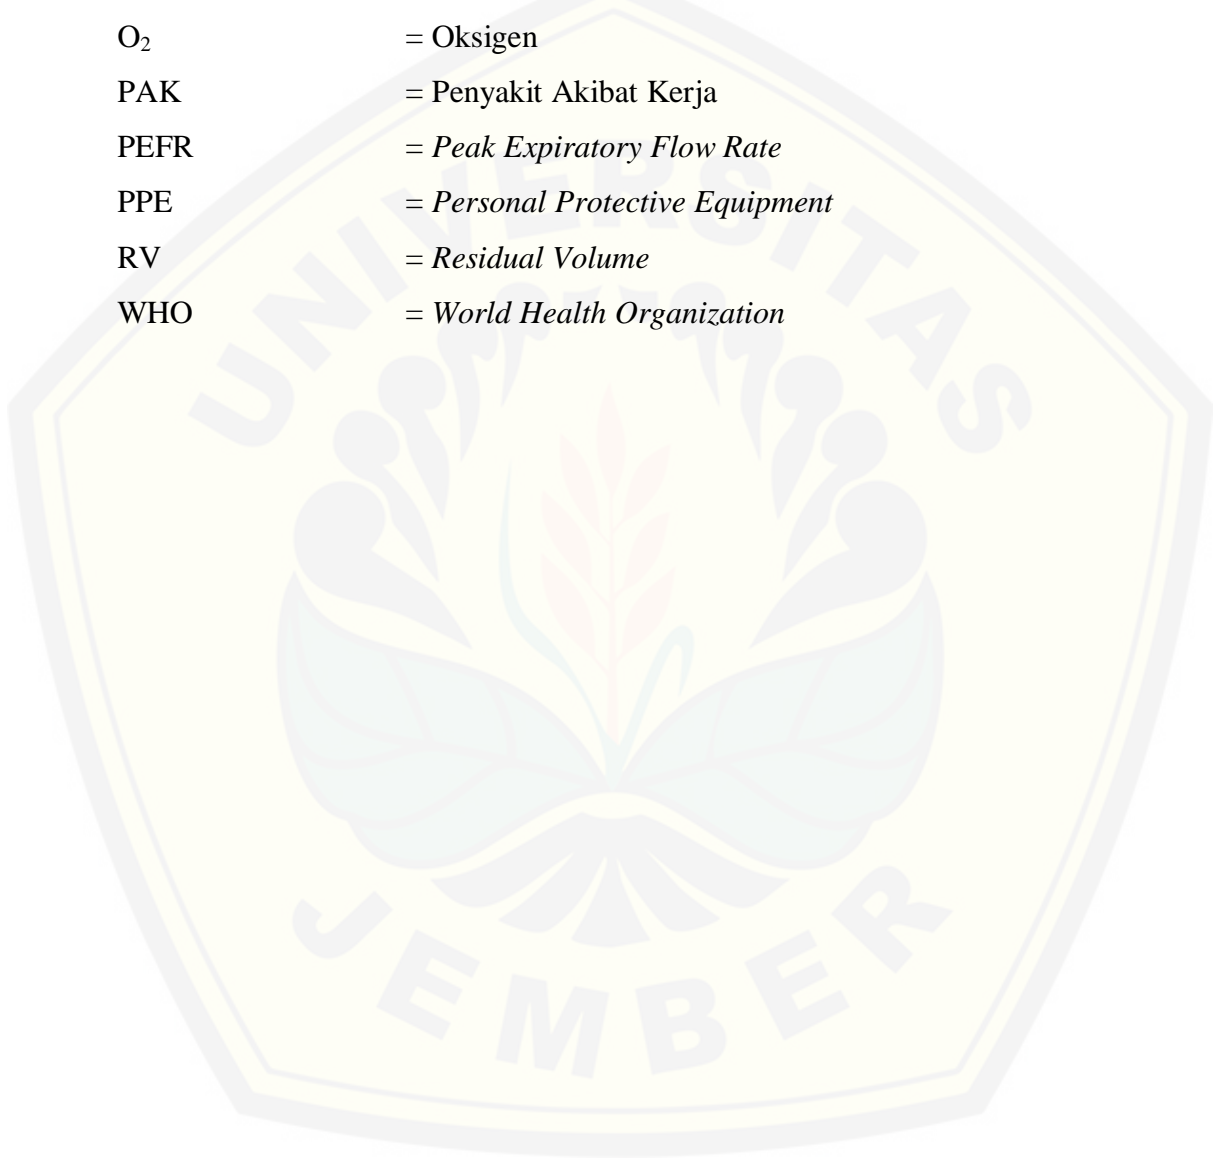 O₂ = Oksigen
PAK = Penyakit Akibat Kerja
PEFR = Peak Expiratory Flow Rate
PPE = Personal Protective Equipment
RV = Residual Volume
WHO = World Health Organization
UNIVERSITAS
JEMBER